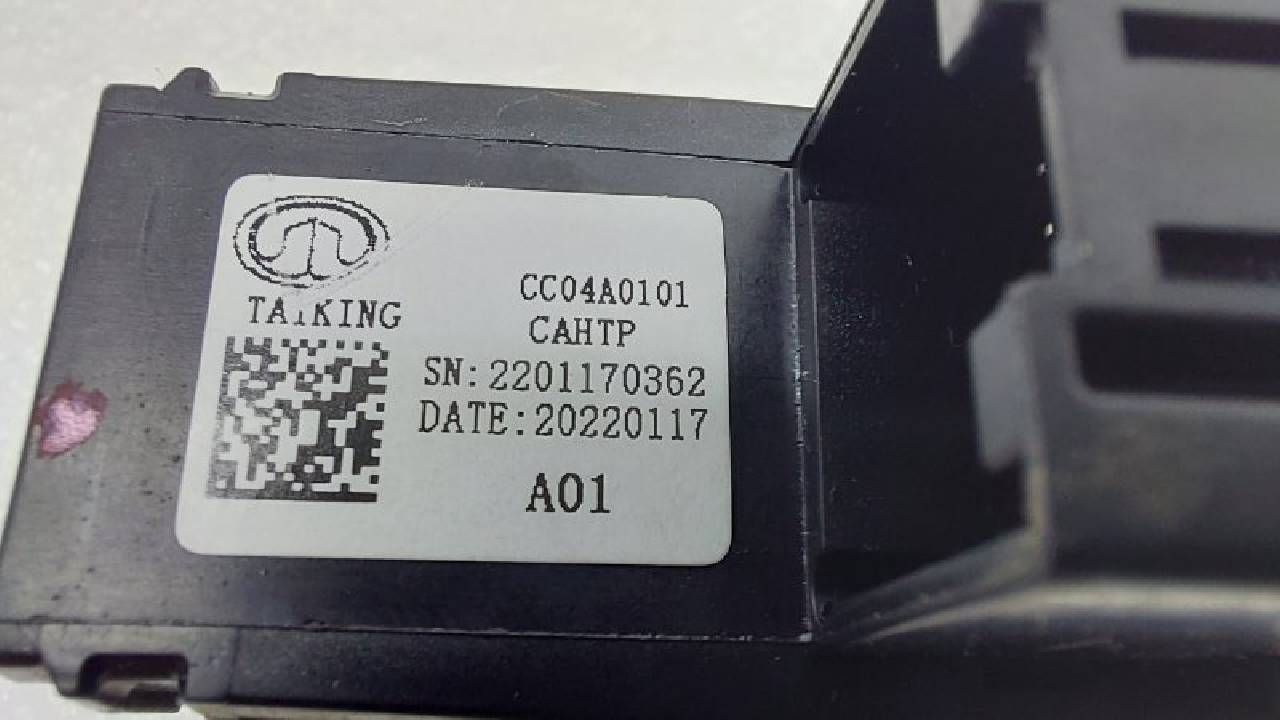 TAIKING
CC04A0101
CAHTP
SN:2201170362
DATE:20220117
A01